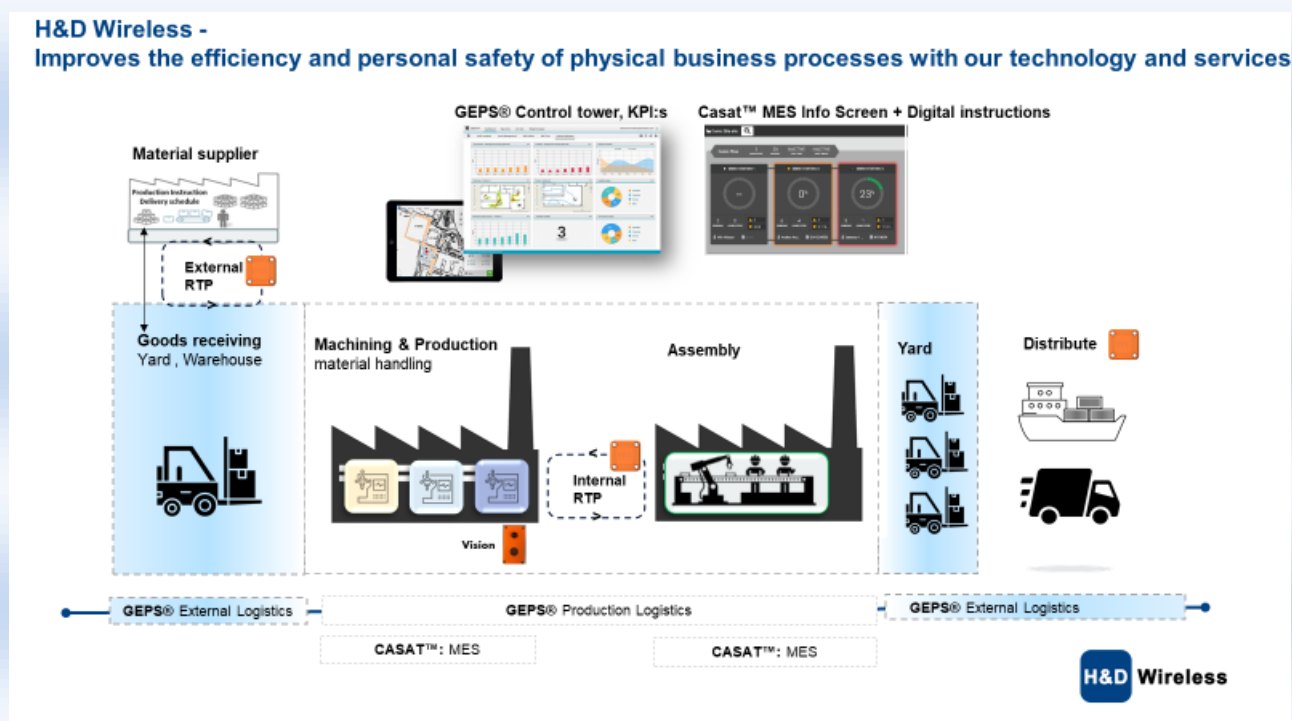 H&D Wireless -
Improves the efficiency and personal safety of physical business processes with our technology and services
GEPS® Control tower, KPI:s
Casat™ MES Info Screen + Digital instructions
Material supplier
Production Instruction
Delivery schedule
External
RTP
3
0%
23%
Goods receiving
Yard , Warehouse
Machining & Production
material handling
Assembly
Yard
Distribute
Internal
RTP
Vision
GEPS® External Logistics
GEPS® Production Logistics
GEPS® External Logistics
CASAT™: MES
CASAT™: MES
H&D Wireless